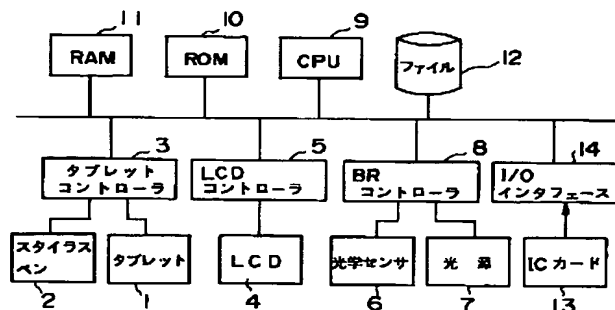 11
10
9
RAM
ROM
CPU
ファイル
12
3
5
8
14
タブレット
コントローラ
LCD
コントローラ
BR
コントローラ
I/O
インタフェース
スタイラス
ペン
タブレット
LCD
光学センサ
光源
ICカード
2
1
4
6
7
13